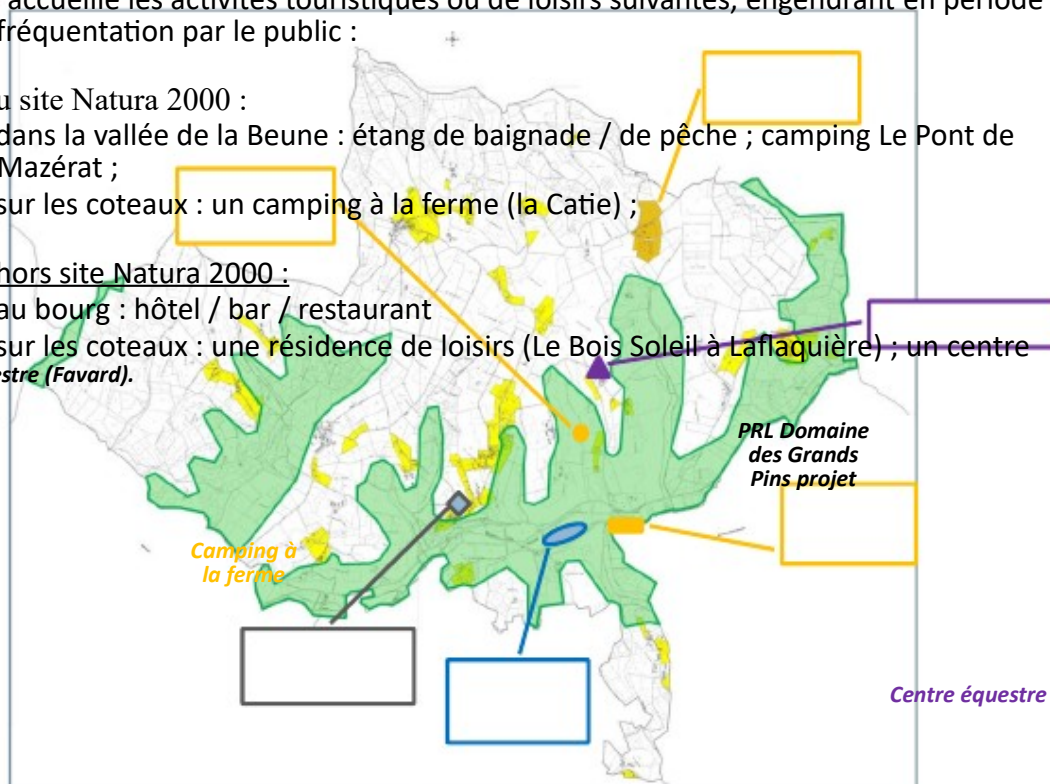 accueille les activités touristiques ou de loisirs suivantes, engendrant en période
fréquentation par le public :
u site Natura 2000 :
dans la vallée de la Beune : étang de baignade / de pêche ; camping Le Pont de
Mazérat ;
sur les coteaux : un camping à la ferme (la Catie) ;
hors site Natura 2000 :
au bourg : hôtel / bar / restaurant
sur les coteaux : une résidence de loisirs (Le Bois Soleil à Laflaquière) ; un centre
estre (Favard).
PRL Domaine
des Grands
Pins projet
Camping à
la ferme
Centre équestre